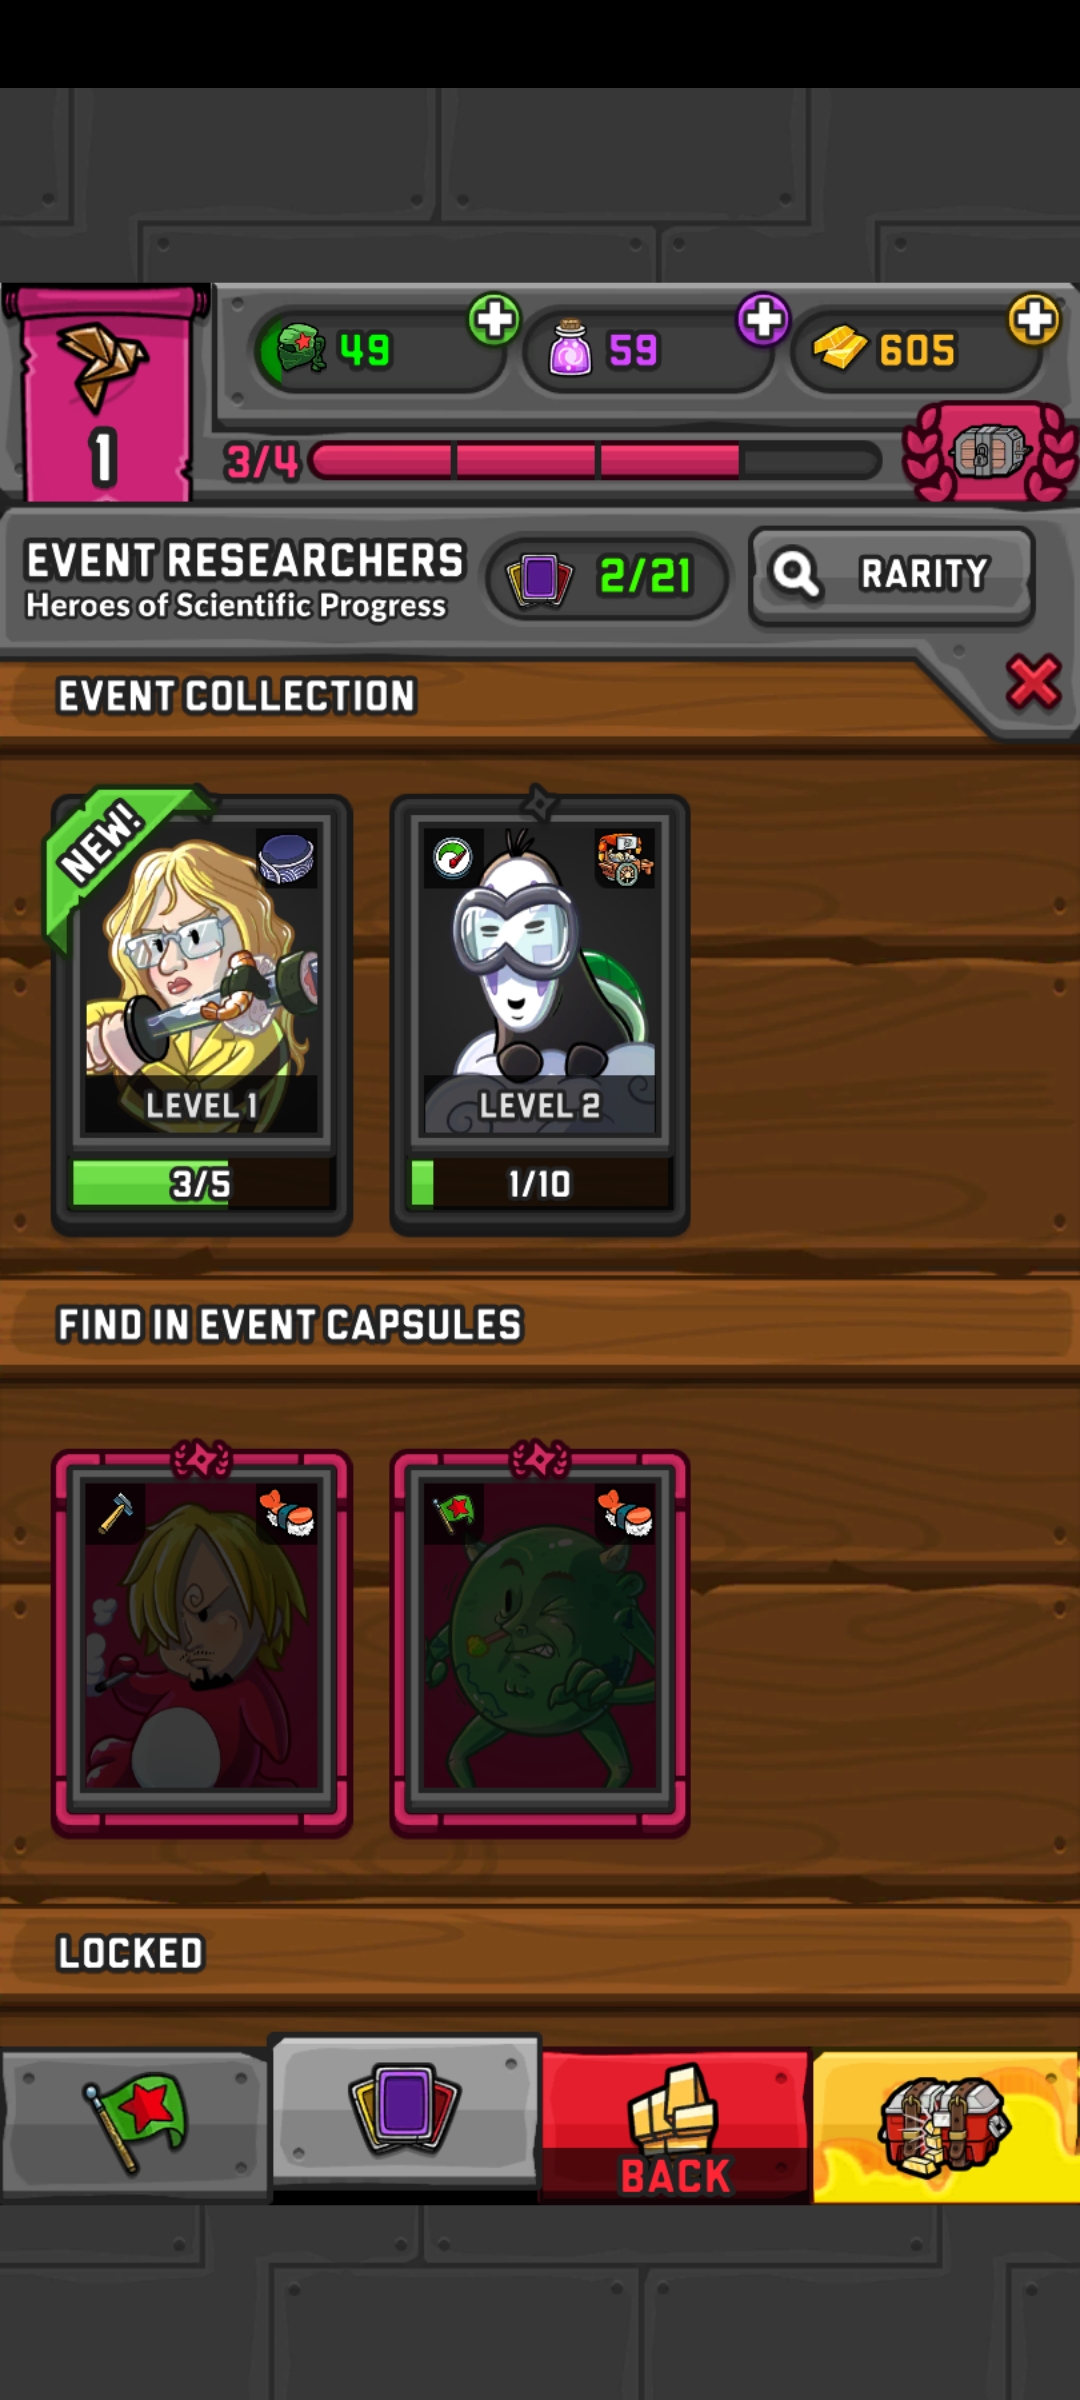 49
59
605
1
3/4
EVENT RESEARCHERS
Heroes of Scientific Progress
2/21
RARITY
EVENT COLLECTION
NEW!
LEVEL 1
LEVEL 2
3/5
1/10
FIND IN EVENT CAPSULES
LOCKED
BACK